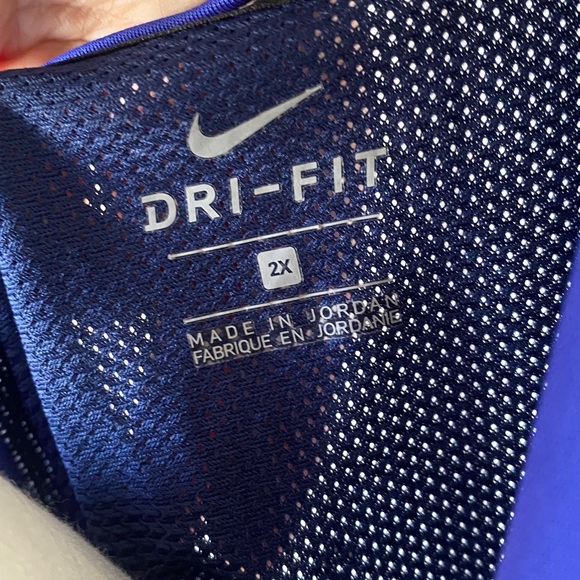 DRI-FIT
2X
MADE IN JORDAN
FABRIQUE EN JORDANIE